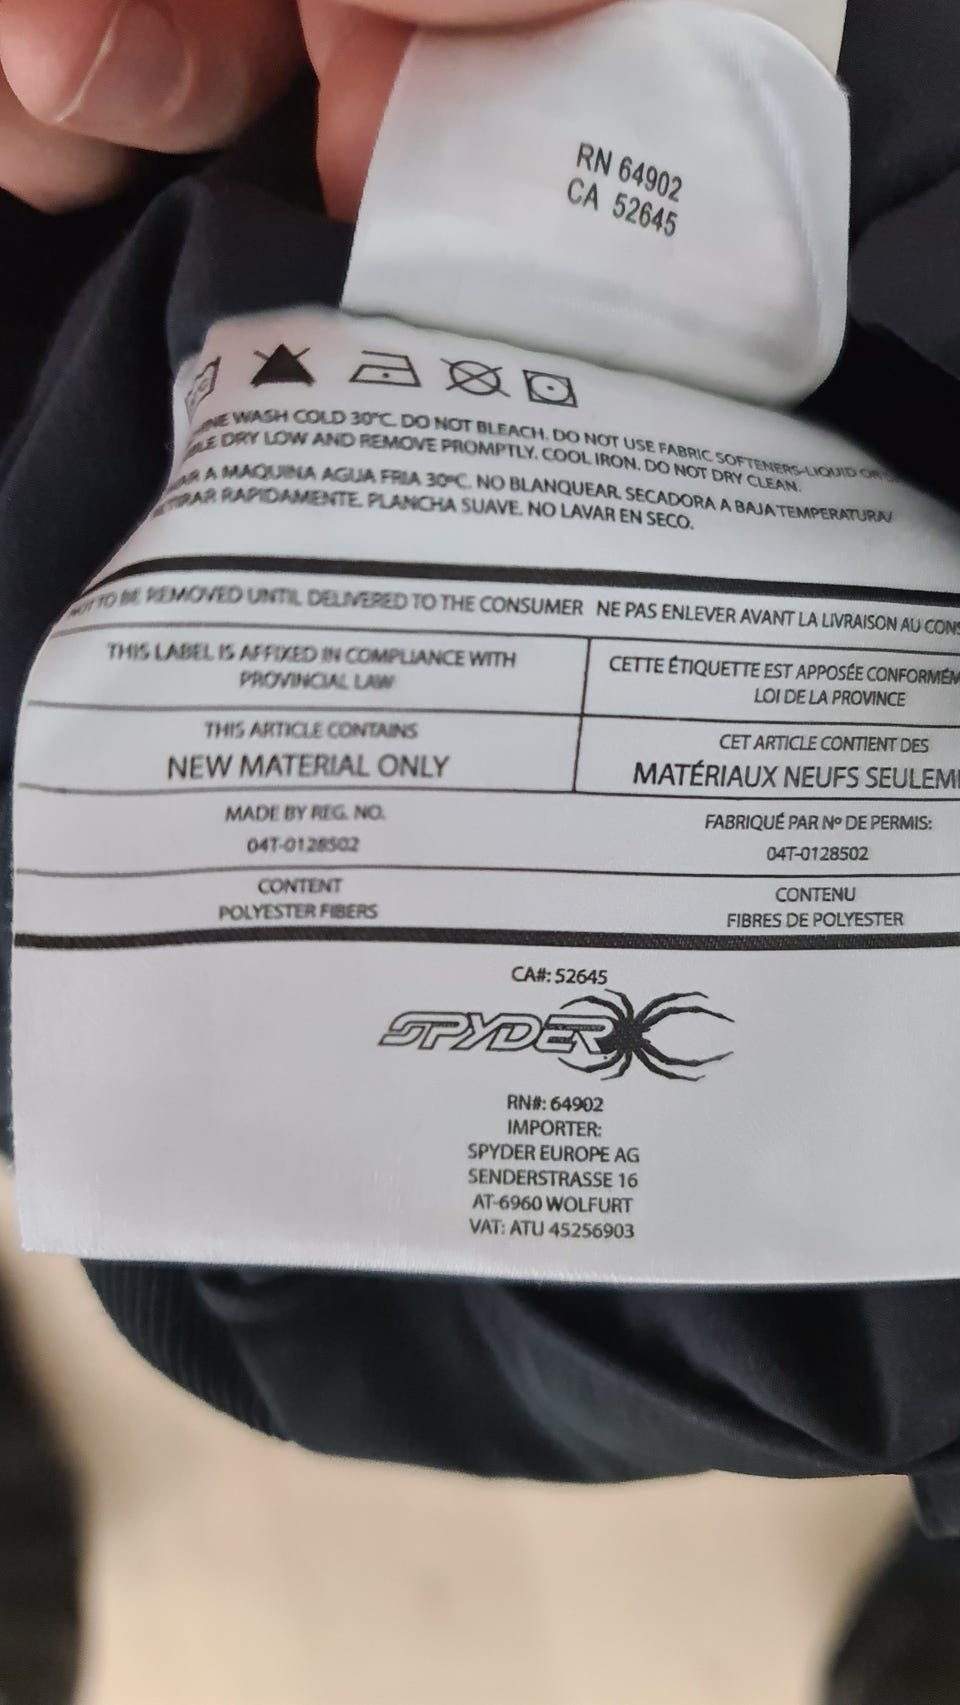 RN 64902
CA 52645
WASH COLD 30°C. DO NOT BLEACH. DO NOT USE FABRIC SOFTENERS-LIQUID OR
DRY LOW AND REMOVE PROMPTLY. COOL IRON. DO NOT DRY CLEAN.
A MAQUINA AGUA FRIA 30ºC. NO BLANQUEAR. SECADORA A BAJA TEMPERATURA/
RAPIDAMENTE. PLANCHA SUAVE. NO LAVAR EN SECO.
TO BE REMOVED UNTIL DELIVERED TO THE CONSUMER NE PAS ENLEVER AVANT LA LIVRAISON AU CONS
THIS LABEL IS AFFIXED IN COMPLIANCE WITH
PROVINCIAL LAW
CETTE ÉTIQUETTE EST APPOSÉE CONFORMÉM
LOI DE LA PROVINCE
THIS ARTICLE CONTAINS
NEW MATERIAL ONLY
CET ARTICLE CONTIENT DES
MATÉRIAUX NEUFS SEULEM
MADE BY REG. NO.
04T-0128502
FABRIQUÉ PAR Nº DE PERMIS:
04T-0128502
CONTENT
POLYESTER FIBERS
CONTENU
FIBRES DE POLYESTER
CA#: 52645
SPYDER
RN#: 64902
IMPORTER:
SPYDER EUROPE AG
SENDERSTRASSE 16
AT-6960 WOLFURT
VAT: ATU 45256903